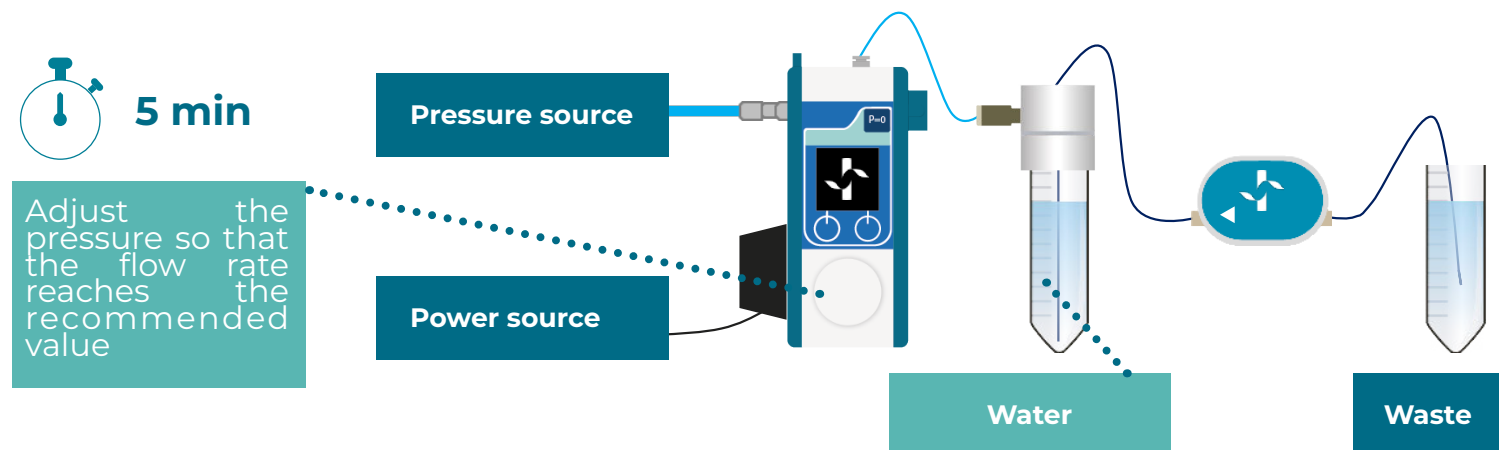 5 min
Pressure source
P=0
Adjust the
pressure so that
the flow rate
reaches the
recommended
value
Power source
Water
Waste